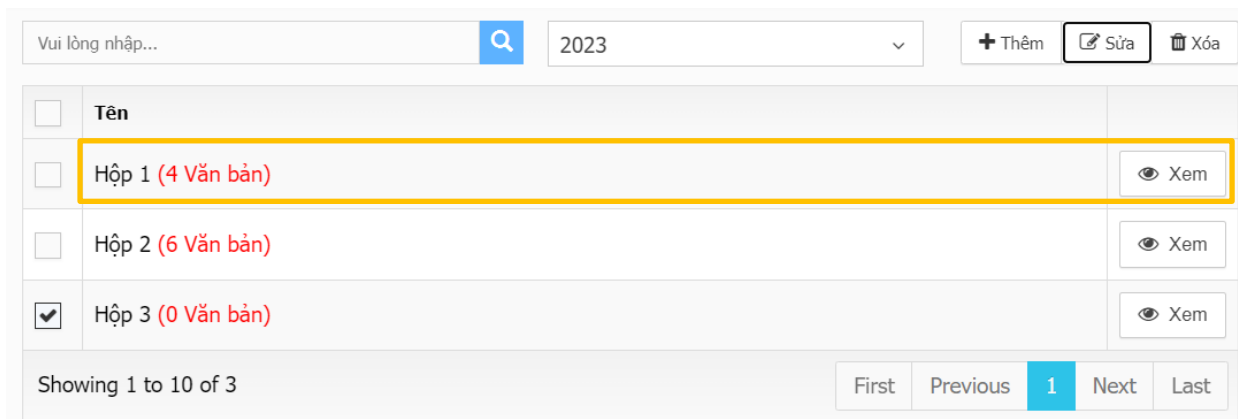 Vui lòng nhập... 2023 Thêm Sửa Xóa
Tên
Hộp 1 (4 Văn bản) Xem
Hộp 2 (6 Văn bản) Xem
Hộp 3 (0 Văn bản) Xem
Showing 1 to 10 of 3 First Previous 1 Next Last